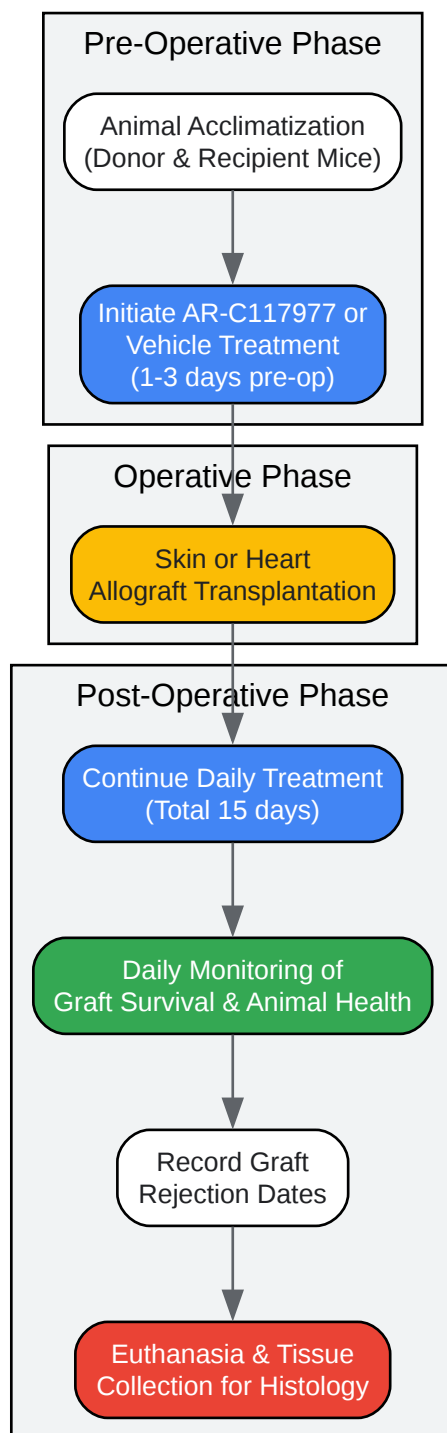 Pre-Operative Phase
Animal Acclimatization
(Donor & Recipient Mice)
Initiate AR-C117977 or
Vehicle Treatment
(1-3 days pre-op)
Operative Phase
Skin or Heart
Allograft Transplantation
Post-Operative Phase
Continue Daily Treatment
(Total 15 days)
Daily Monitoring of
Graft Survival & Animal Health
Record Graft
Rejection Dates
Euthanasia & Tissue
Collection for Histology